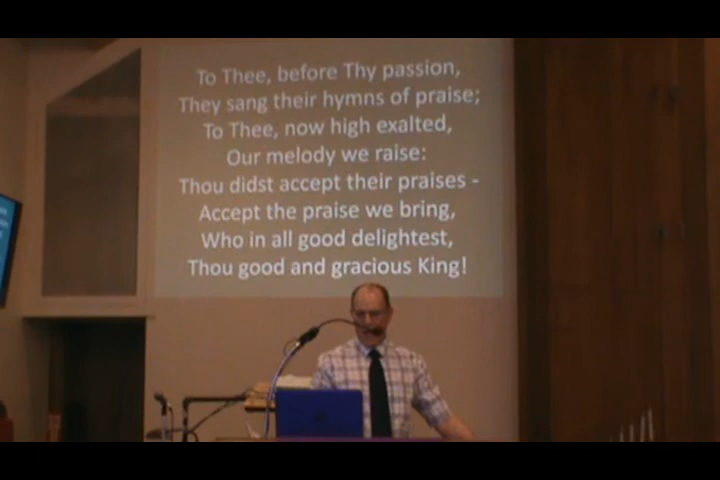 To Thee, before Thy passion,
They sang their hymns of praise;
To Thee, now high exalted,
Our melody we raise:
Thou didst accept their praises -
Accept the praise we bring,
Who in all good delightest,
Thou good and gracious King!